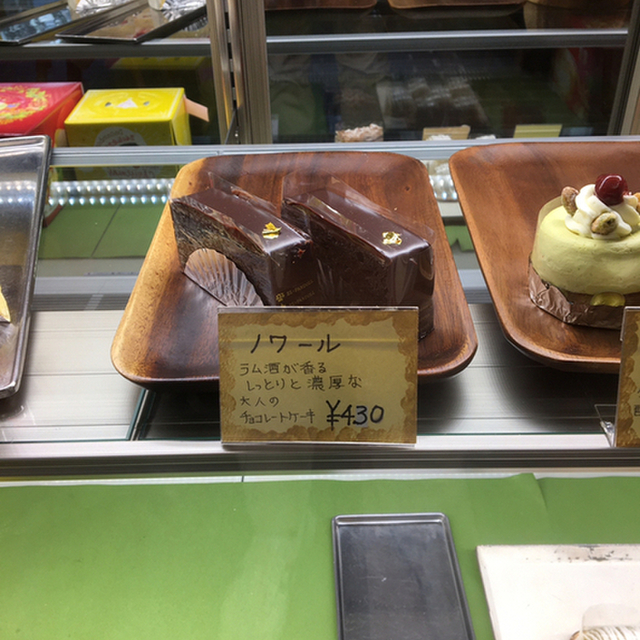 ノワール
ラム酒が香る
しっとりと濃厚な
大人の
チョコレートケーキ ¥430